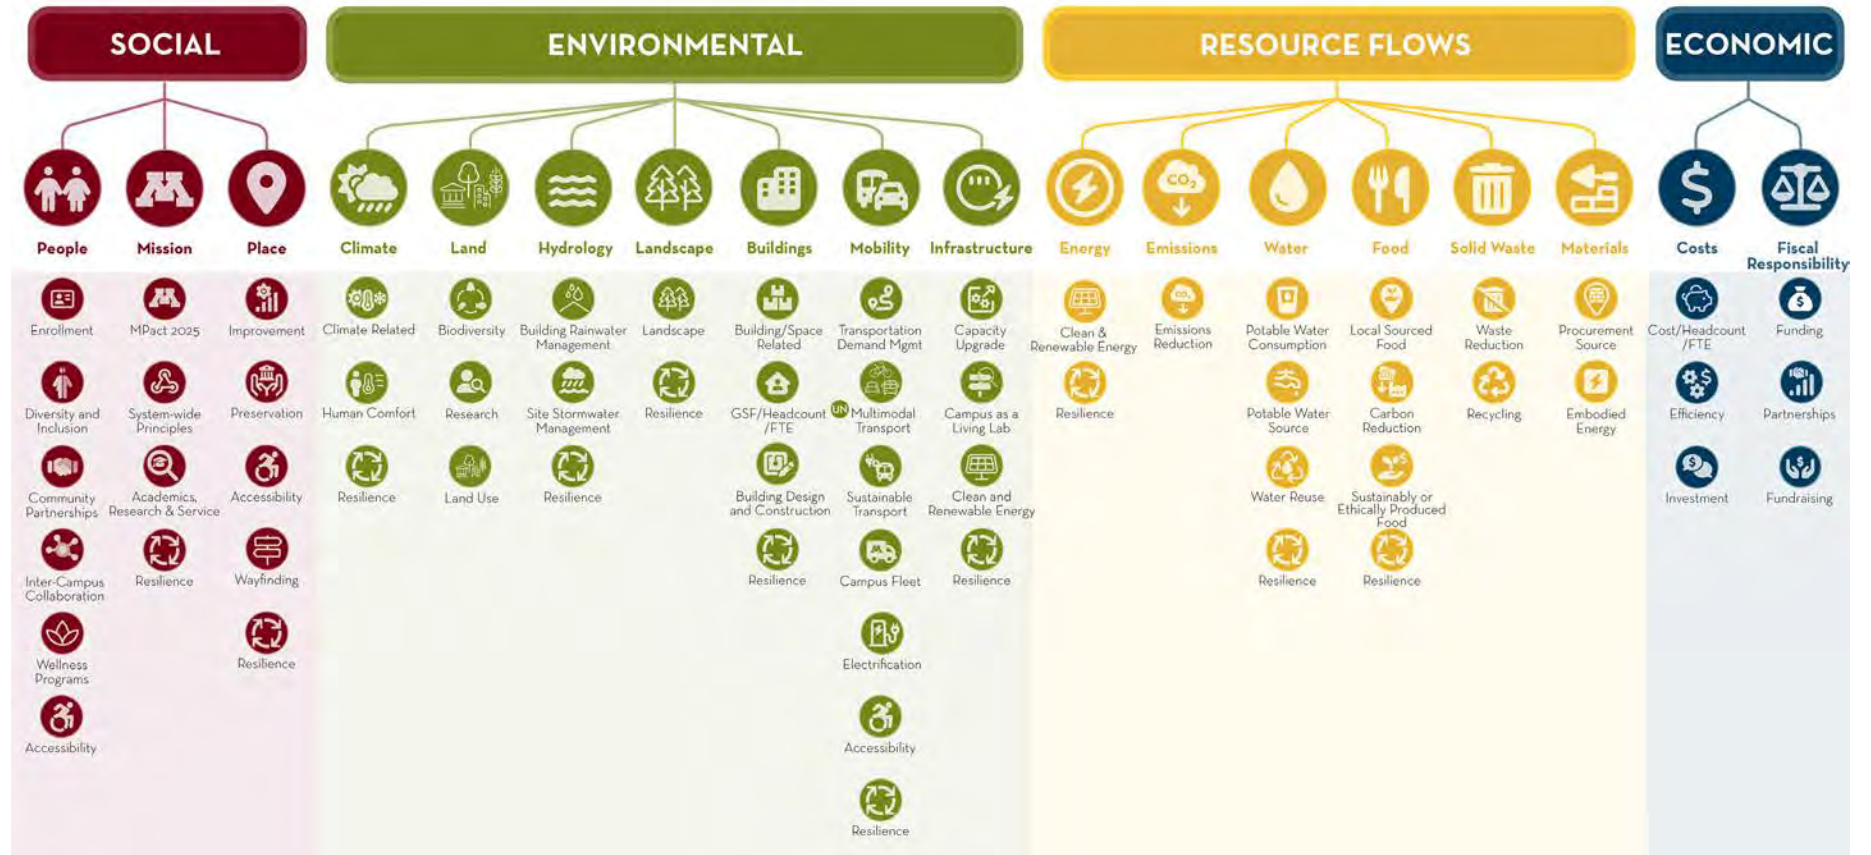 SOCIAL
ENVIRONMENTAL
RESOURCE FLOWS
ECONOMIC
CO₂
People
Mission
Place
Climate
Land
Hydrology
Landscape
Buildings
Mobility
Infrastructure
Energy
Emissions
Water
Food
Solid Waste
Materials
Costs
Fiscal
Responsibility
Enrollment
MPact 2025
Improvement
Climate Related
Biodiversity
Building Rainwater
Management
Landscape
Building/Space
Related
Transportation
Demand Mgmt
Capacity
Upgrade
Clean &
Renewable Energy
Emissions
Reduction
Potable Water
Consumption
Local Sourced
Food
Waste
Reduction
Procurement
Source
Cost/Headcount
/FTE
Funding
Diversity and
Inclusion
System-wide
Principles
Preservation
Human Comfort
Research
Site Stormwater
Management
Resilience
GSF/Headcount
/FTE
UN
Multimodal
Transport
Campus as a
Living Lab
Resilience
Potable Water
Source
Carbon
Reduction
Recycling
Embodied
Energy
Efficiency
Partnerships
Community
Partnerships
Academics,
Research & Service
Accessibility
Resilience
Land Use
Resilience
Building Design
and Construction
Sustainable
Transport
Clean and
Renewable Energy
Water Reuse
Sustainably or
Ethically Produced
Food
Investment
Fundraising
Inter-Campus
Collaboration
Resilience
Wayfinding
Resilience
Campus Fleet
Resilience
Resilience
Resilience
Wellness
Programs
Resilience
Electrification
Accessibility
Accessibility
Resilience